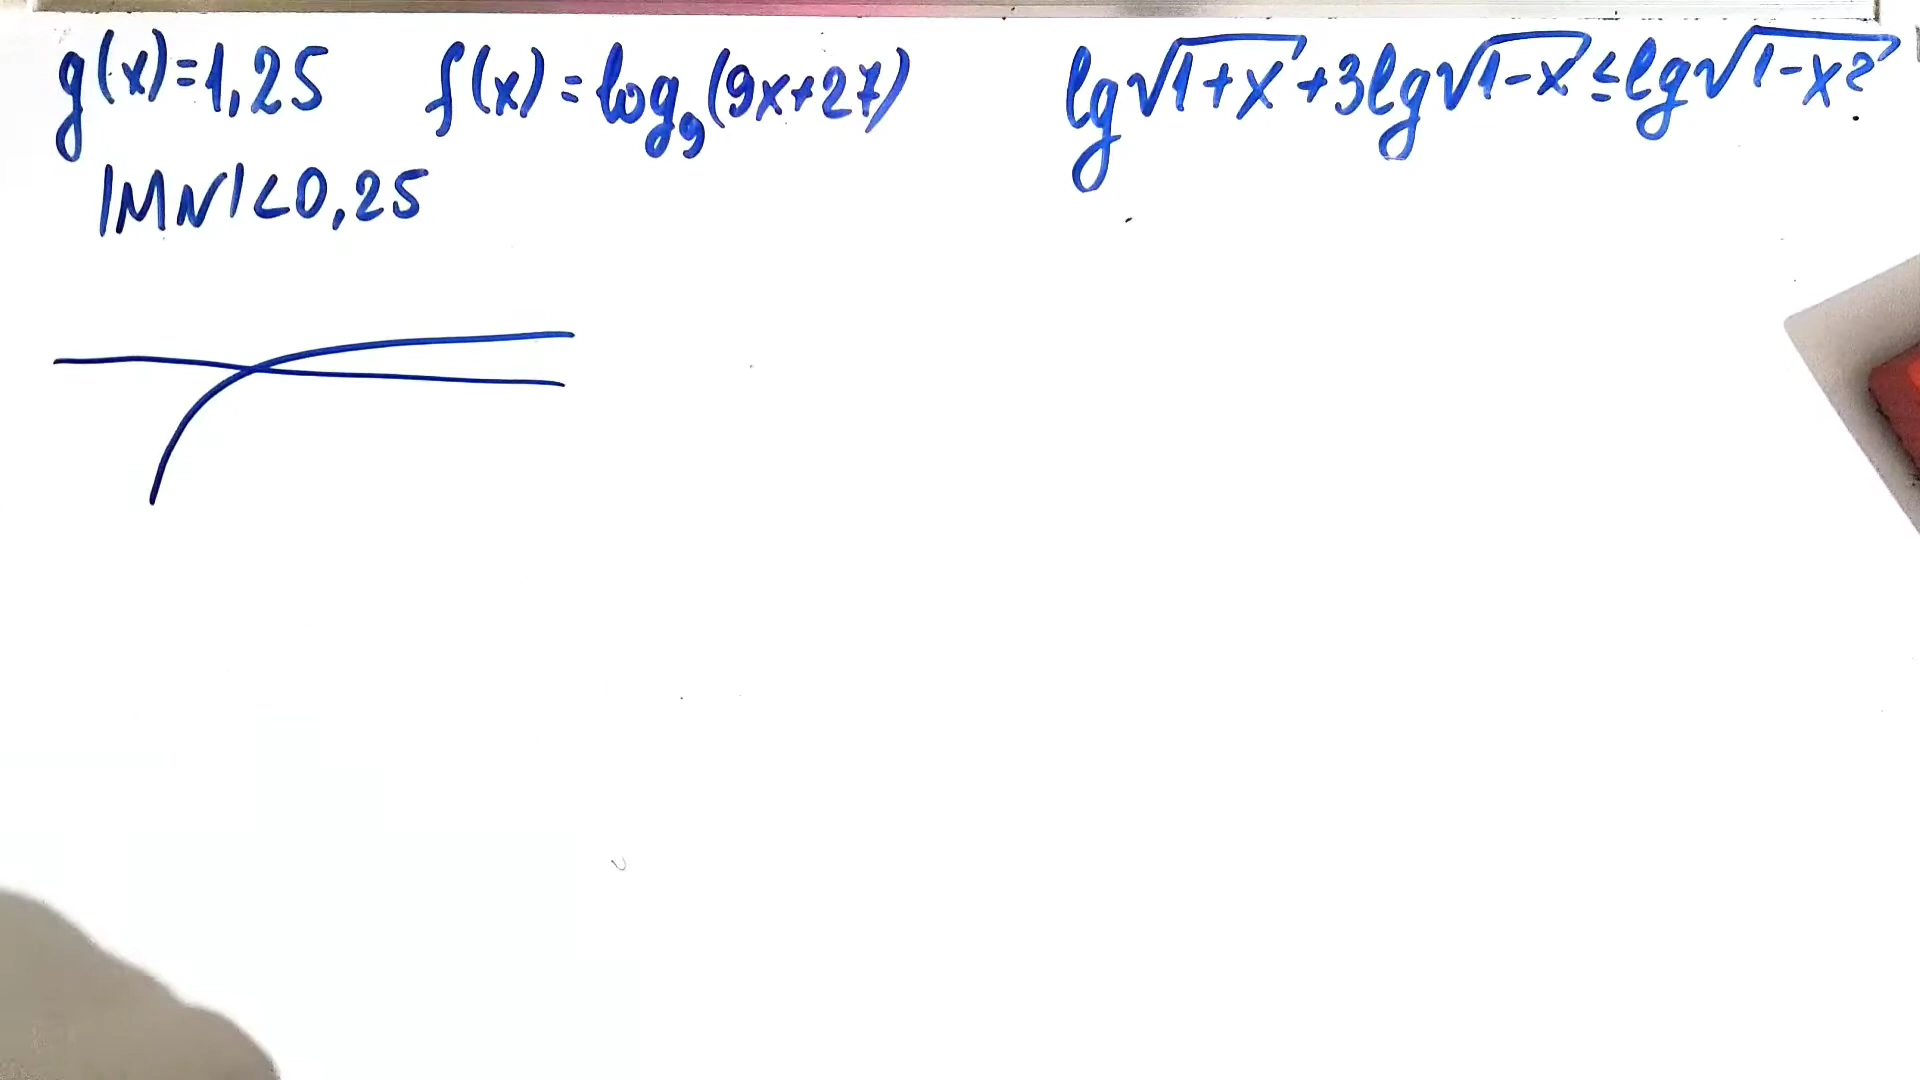 g(x)=1,25 f(x)=log₉(9x+27) lg√(1+x)+3lg√(1-x)≤lg√(1-x²)
|MN|<0,25